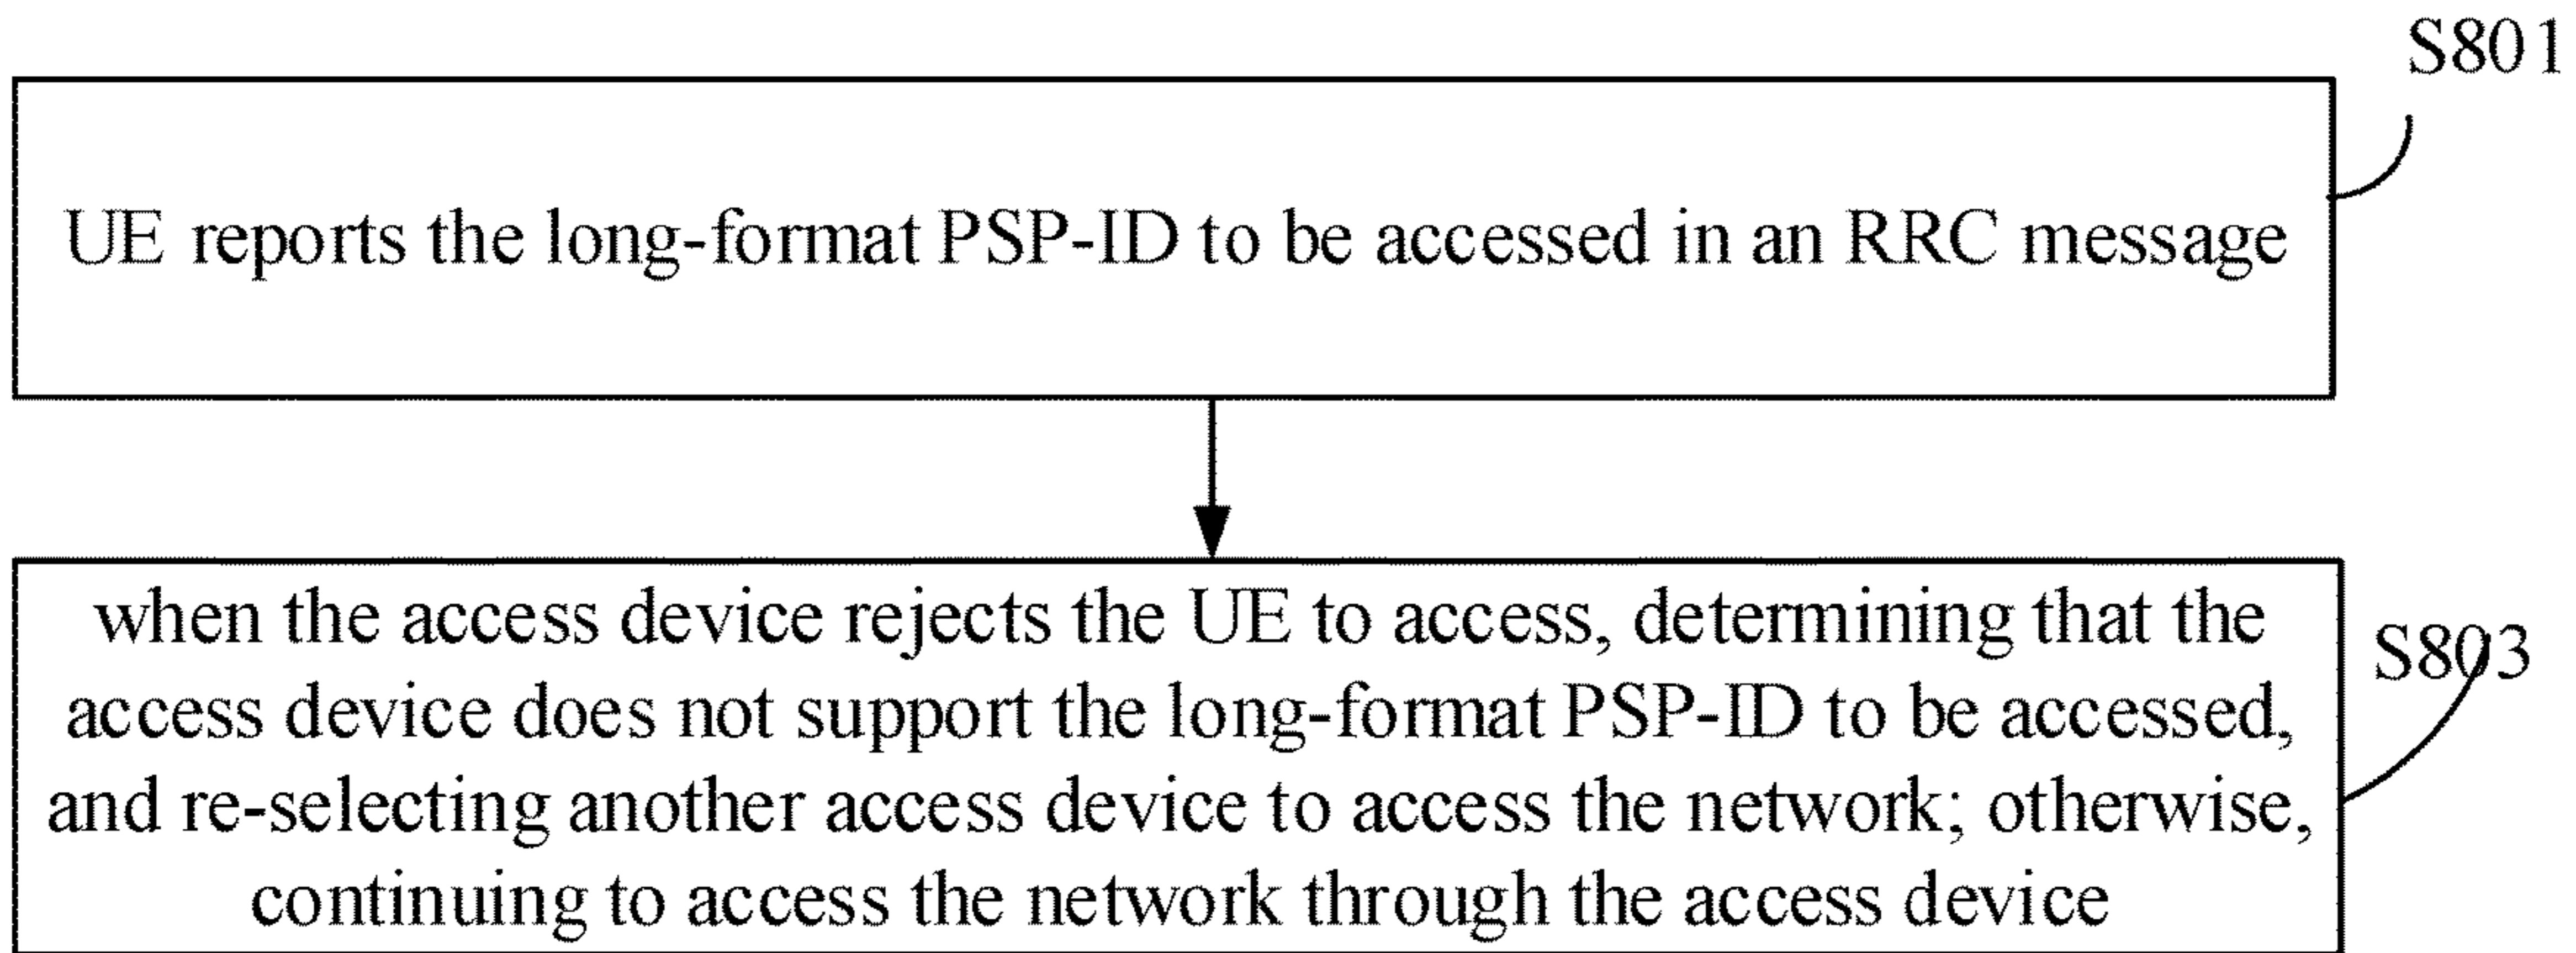 S801
UE reports the long-format PSP-ID to be accessed in an RRC message
when the access device rejects the UE to access, determining that the
access device does not support the long-format PSP-ID to be accessed,
and re-selecting another access device to access the network; otherwise,
continuing to access the network through the access device
S803